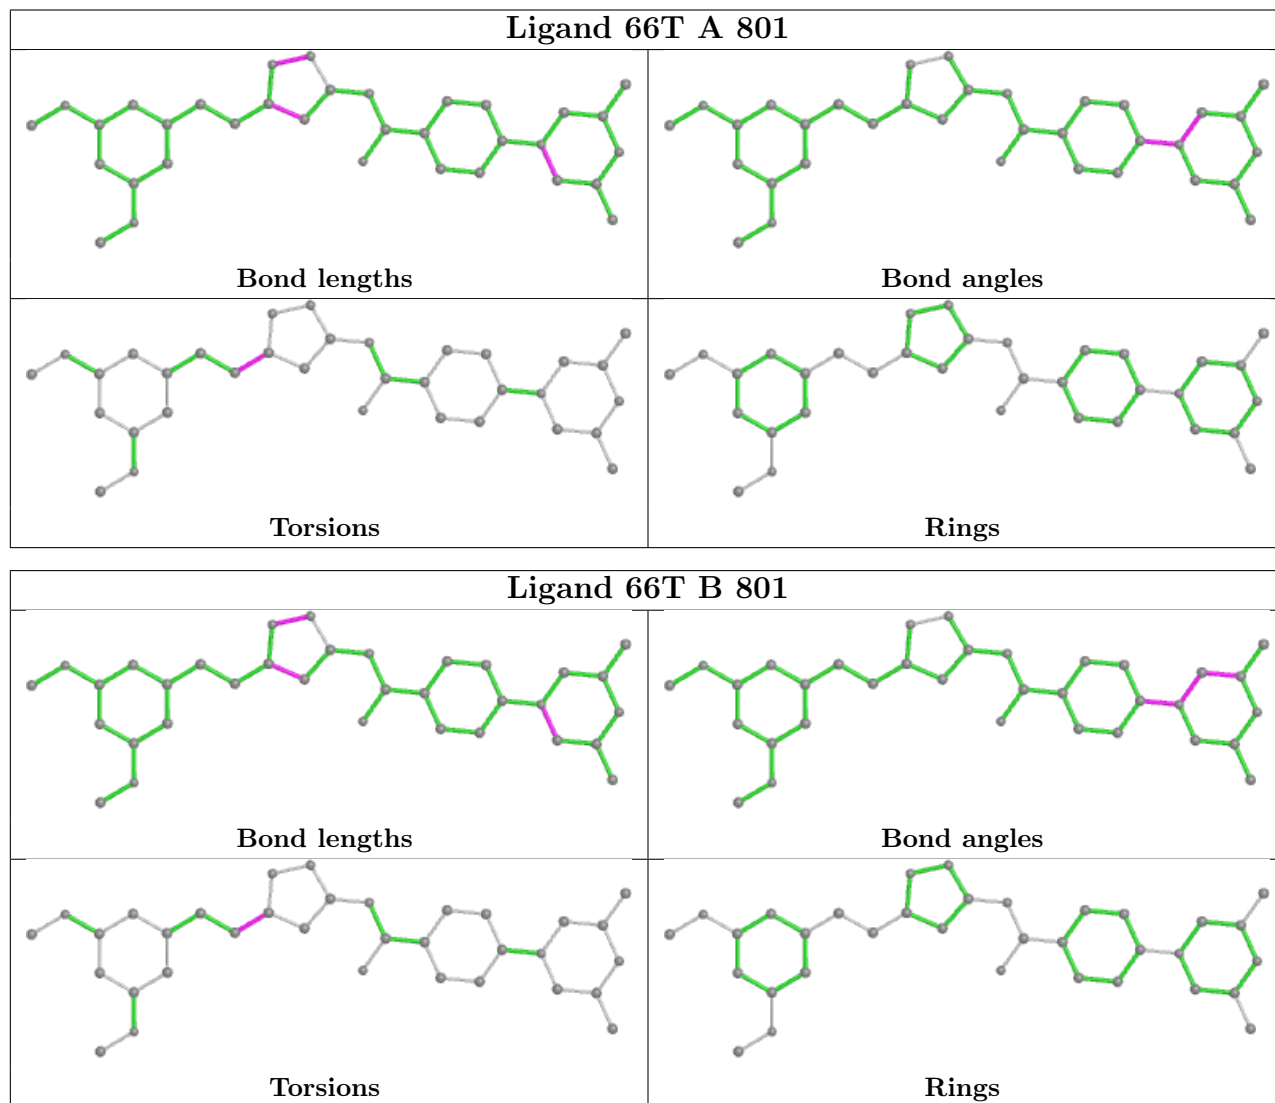 Ligand 66T A 801
Bond lengths
Bond angles
Torsions
Rings
Ligand 66T B 801
Bond lengths
Bond angles
Torsions
Rings